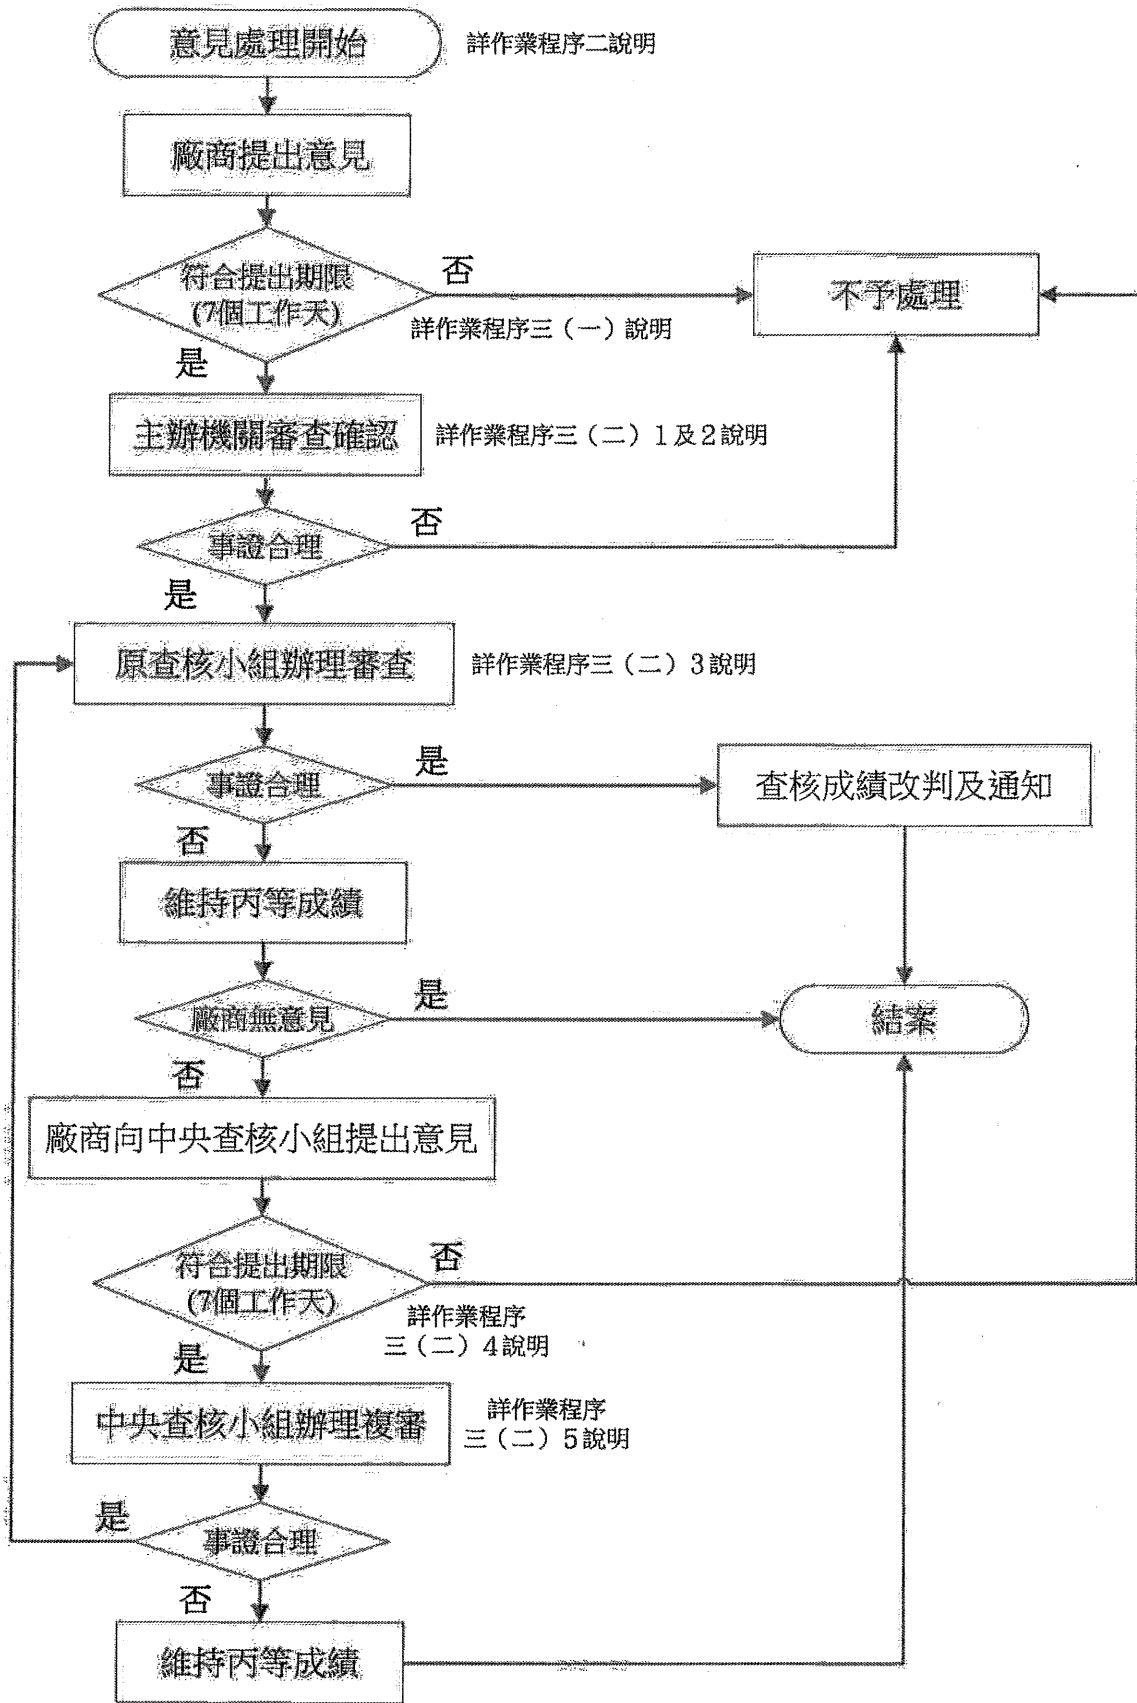 意見處理開始
詳作業程序二說明
廠商提出意見
符合提出期限
(7個工作天)
否
不予處理
詳作業程序三（一）說明
是
主辦機關審查確認
詳作業程序三（二）1及2說明
事證合理
否
是
原查核小組辦理審查
詳作業程序三（二）3說明
事證合理
是
查核成績改判及通知
否
維持丙等成績
廠商無意見
是
結案
否
廠商向中央查核小組提出意見
符合提出期限
(7個工作天)
否
詳作業程序
三（二）4說明
是
中央查核小組辦理複審
詳作業程序
三（二）5說明
是
事證合理
否
維持丙等成績